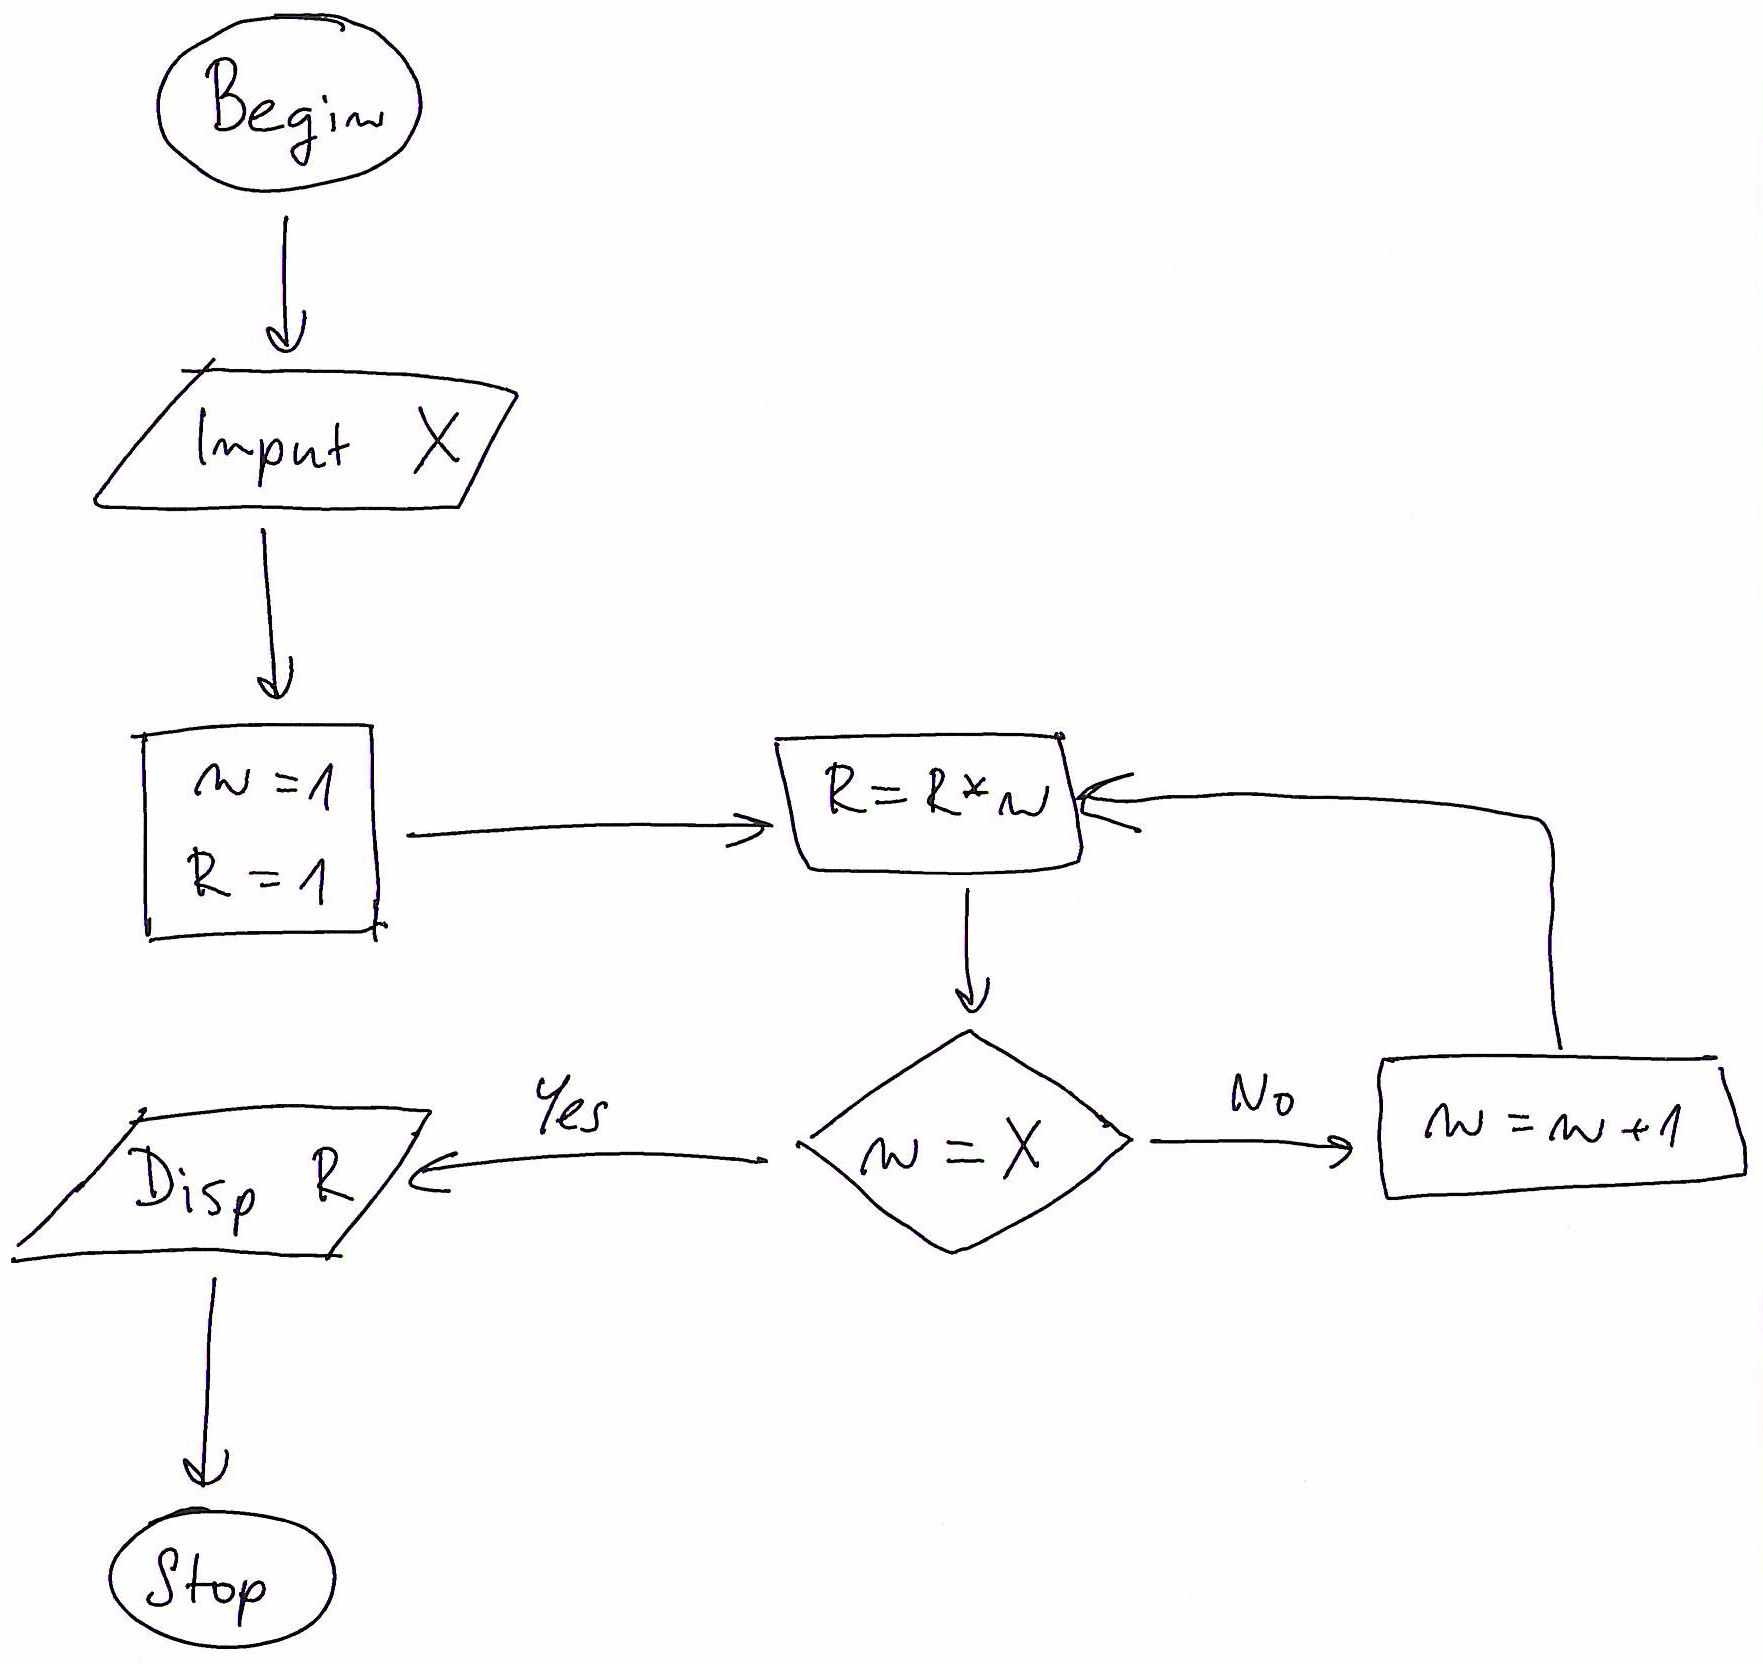 Begin
Input X
n = 1
R = 1
R = R * n
n = X
Yes
No
n = n + 1
Disp R
Stop